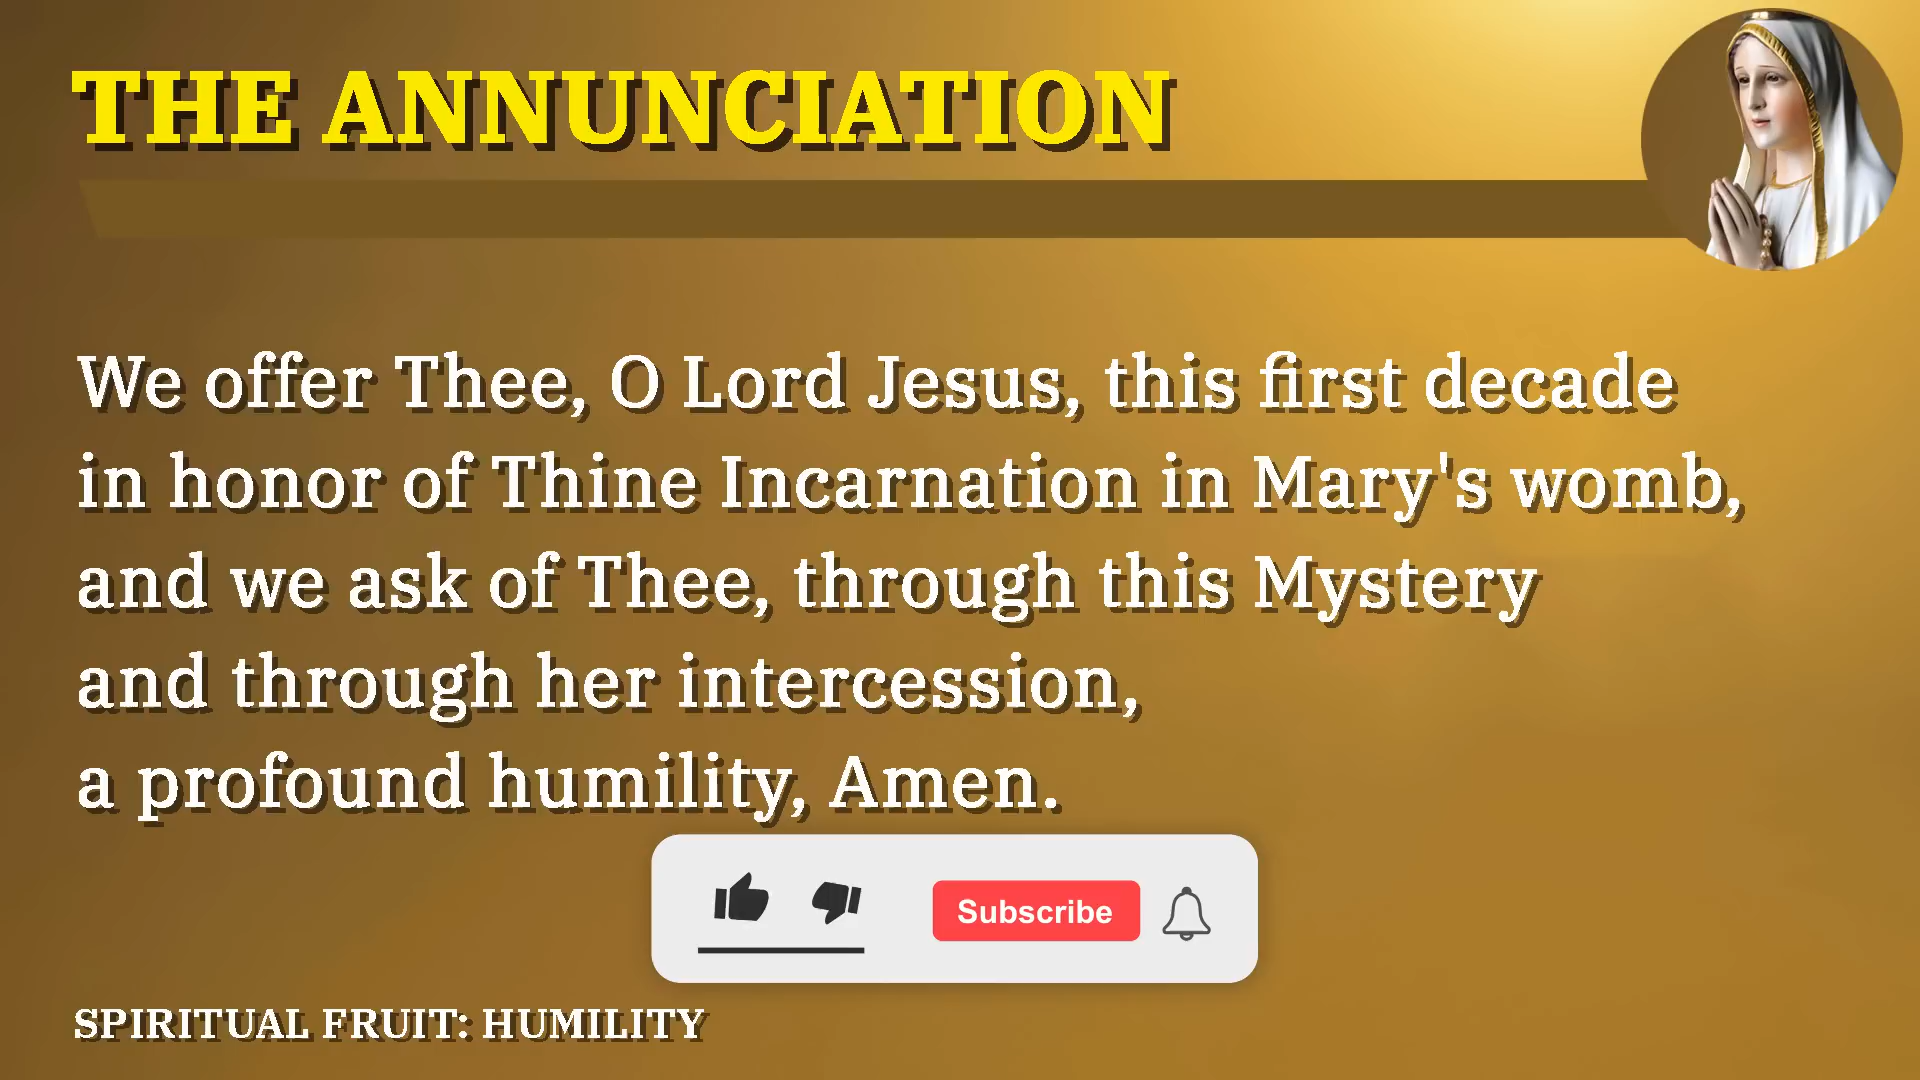 THE ANNUNCIATION
We offer Thee, O Lord Jesus, this first decade
in honor of Thine Incarnation in Mary's womb,
and we ask of Thee, through this Mystery
and through her intercession,
a profound humility, Amen.
Subscribe
SPIRITUAL FRUIT: HUMILITY